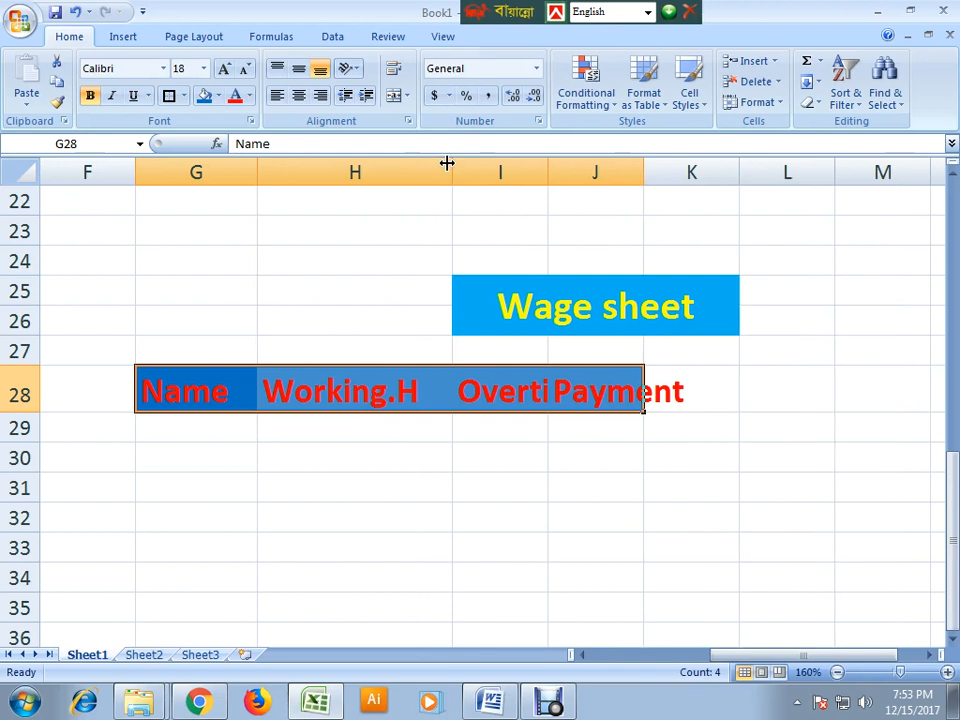 Book1 -
বায়ান্নো
English
Home Insert Page Layout Formulas Data Review View
Calibri 18 General
Paste
B I U
$ % ,
Conditional Formatting
Format as Table
Cell Styles
Insert
Delete
Format
Sort & Filter
Find & Select
Clipboard Font Alignment Number Styles Cells Editing
G28 fx Name
F G H I J K L M
22
23
24
25
Wage sheet
26
27
28 Name Working.H Overti Payment
29
30
31
32
33
34
35
36
Sheet1 Sheet2 Sheet3
Ready Count: 4 160%
Ai
7:53 PM
12/15/2017